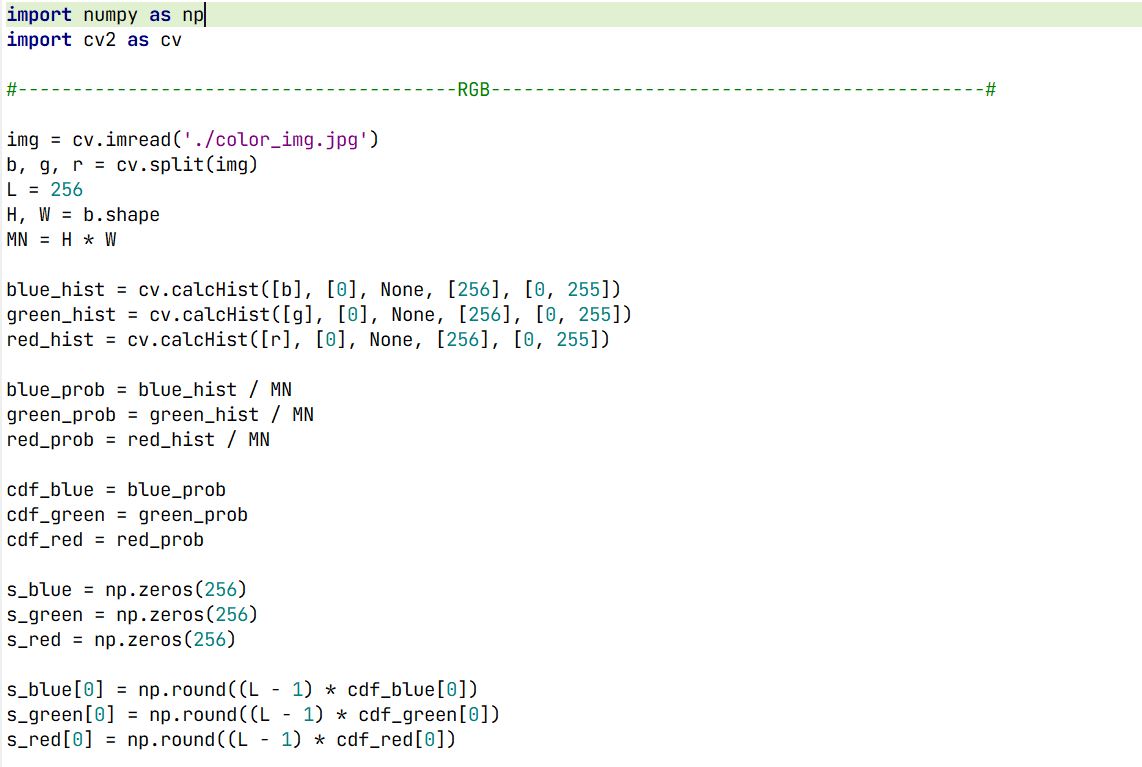 import numpy as np
import cv2 as cv
#----------------------------------------RGB---------------------------------------------#
img = cv.imread('./color_img.jpg')
b, g, r = cv.split(img)
L = 256
H, W = b.shape
MN = H * W
blue_hist = cv.calcHist([b], [0], None, [256], [0, 255])
green_hist = cv.calcHist([g], [0], None, [256], [0, 255])
red_hist = cv.calcHist([r], [0], None, [256], [0, 255])
blue_prob = blue_hist / MN
green_prob = green_hist / MN
red_prob = red_hist / MN
cdf_blue = blue_prob
cdf_green = green_prob
cdf_red = red_prob
s_blue = np.zeros(256)
s_green = np.zeros(256)
s_red = np.zeros(256)
s_blue[0] = np.round((L - 1) * cdf_blue[0])
s_green[0] = np.round((L - 1) * cdf_green[0])
s_red[0] = np.round((L - 1) * cdf_red[0])